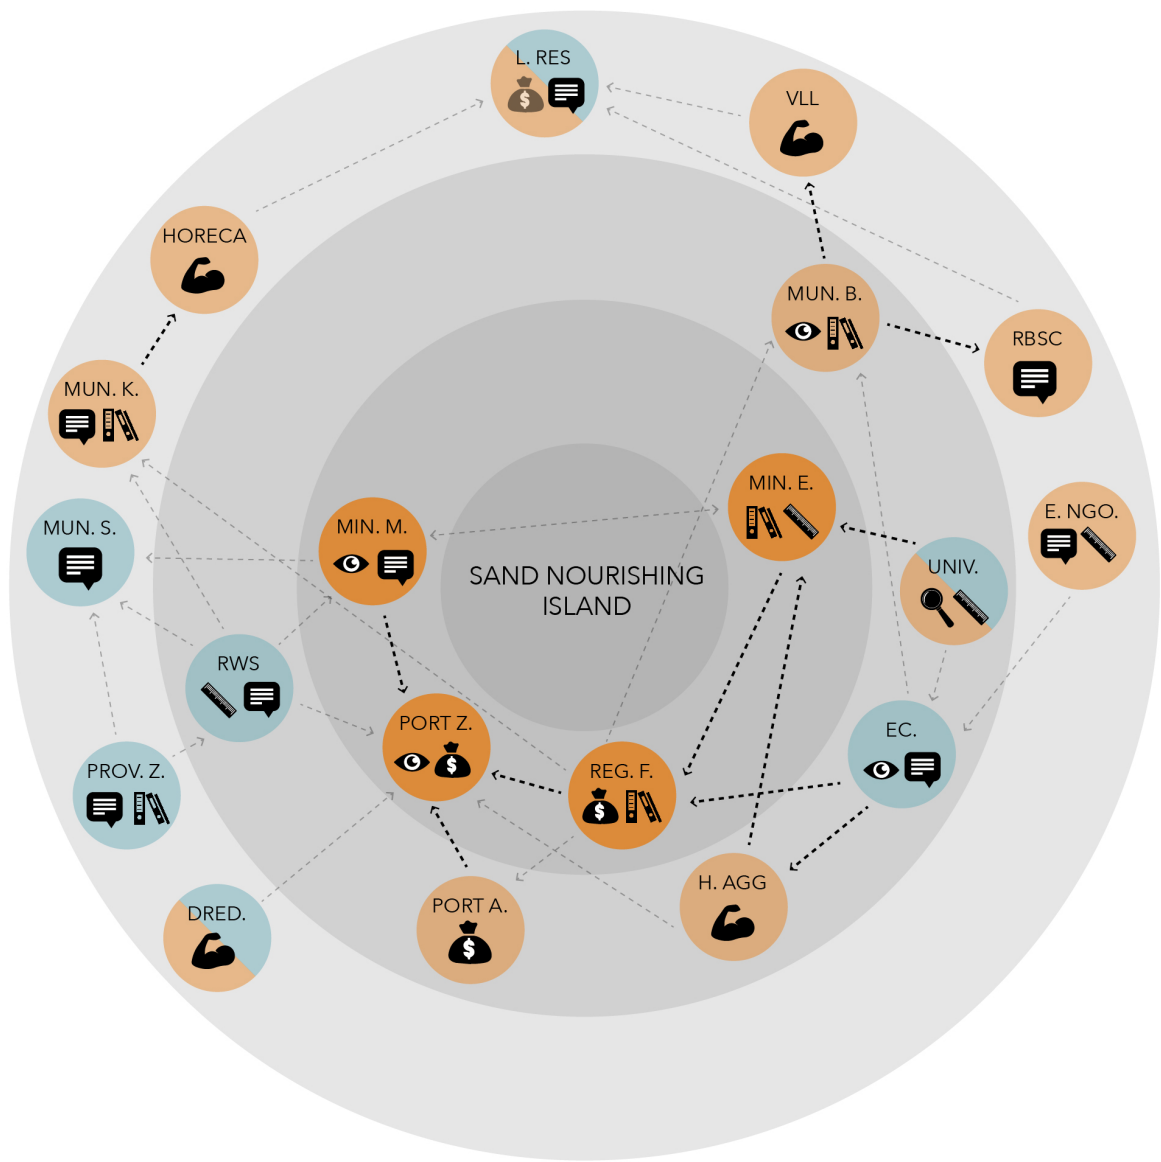 L. RES
VLL
HORECA
MUN. B.
RBSC
MUN. K.
MIN. E.
E. NGO.
MUN. S.
MIN. M.
UNIV.
SAND NOURISHING
ISLAND
RWS
PORT Z.
EC.
PROV. Z.
REG. F.
H. AGG
PORT A.
DRED.